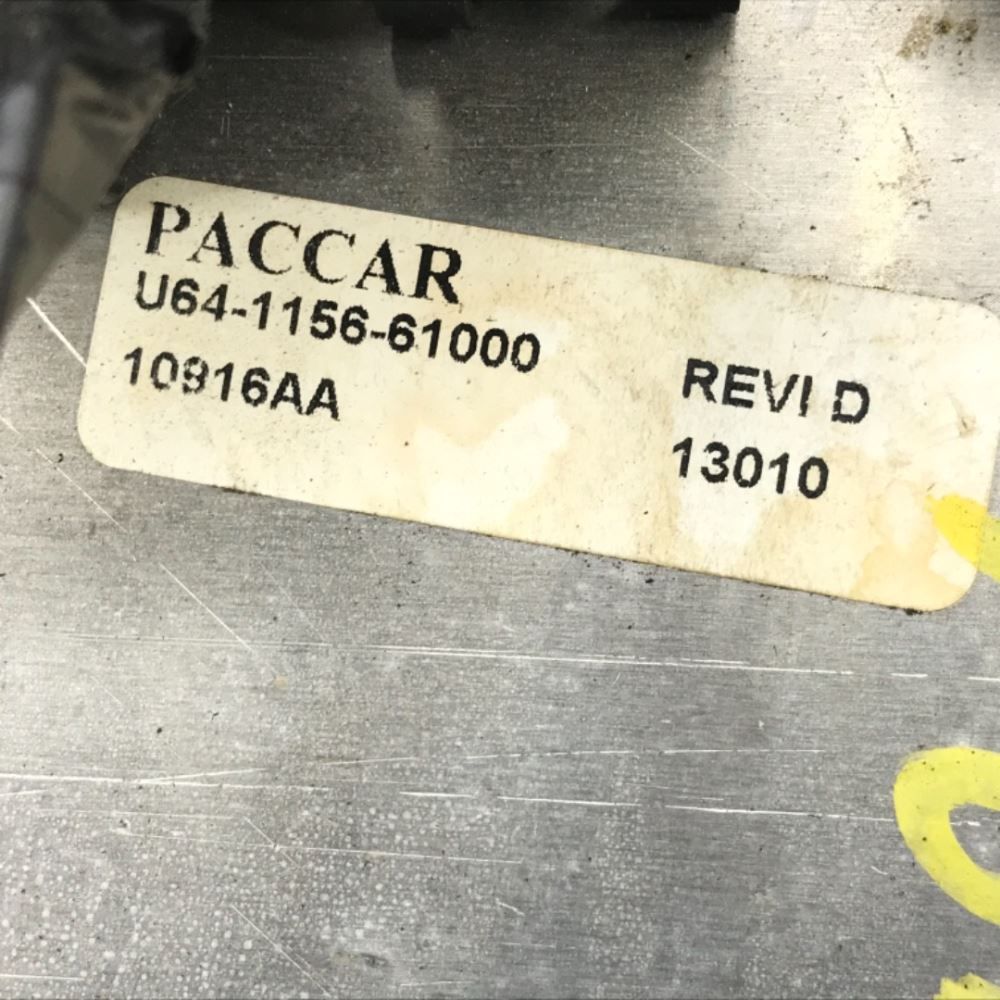 PACCAR
U64-1156-61000
10916AA
REVI D
13010